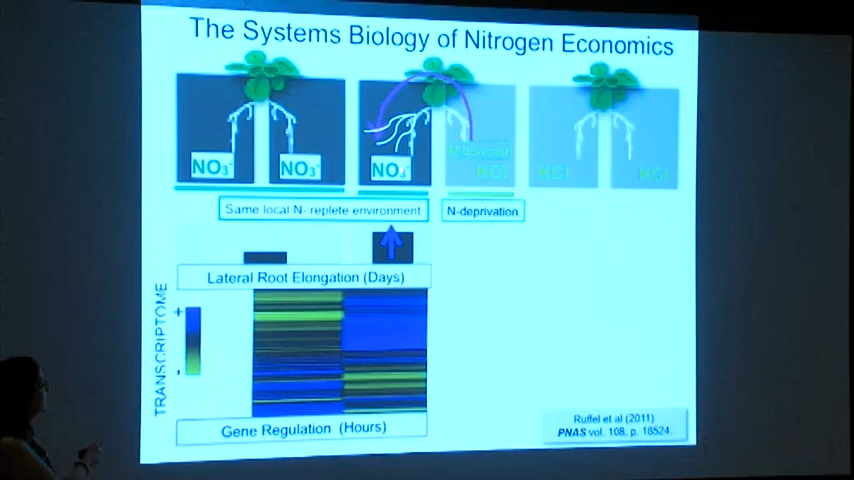 The Systems Biology of Nitrogen Economics
NO₃⁻
NO₃⁻
NO₃⁻
KCl
KCl
KCl
Same local N- replete environment
N-deprivation
Lateral Root Elongation (Days)
TRANSCRIPTOME
+
-
Gene Regulation (Hours)
Ruffel et al (2011)
PNAS vol. 108, p. 18524.